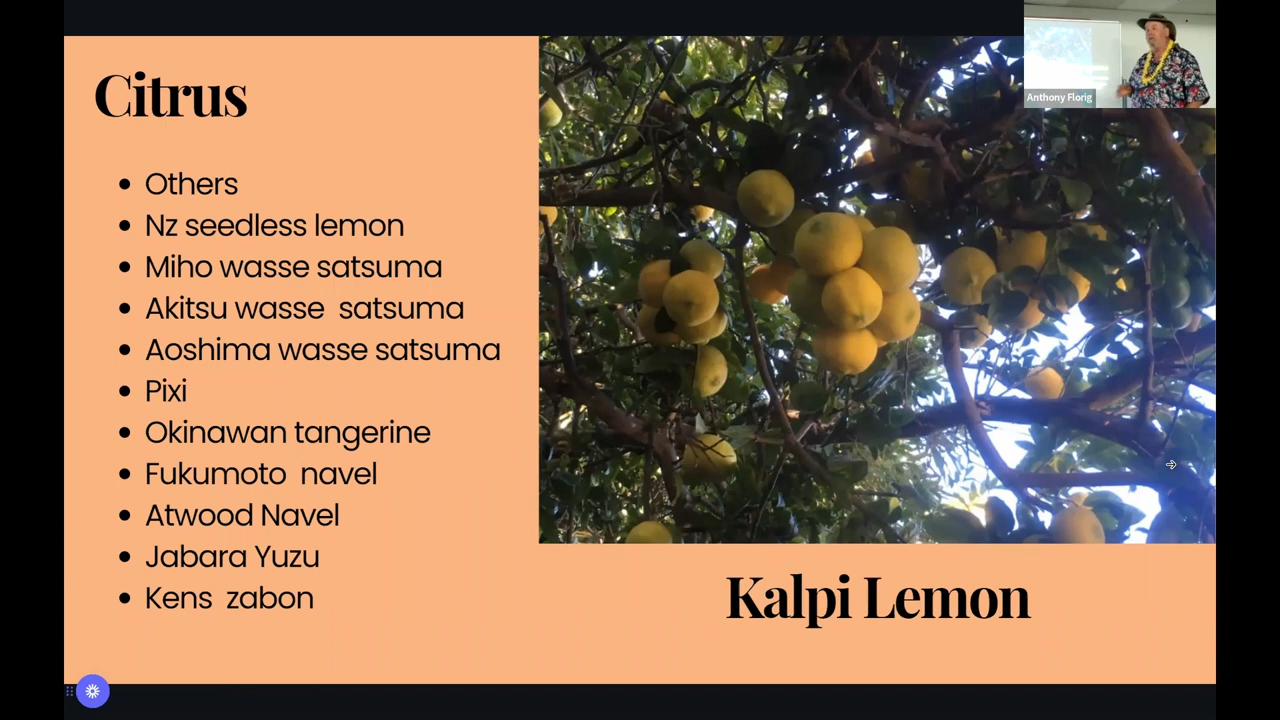 Citrus
Others
Nz seedless lemon
Miho wasse satsuma
Akitsu wasse satsuma
Aoshima wasse satsuma
Pixi
Okinawan tangerine
Fukumoto navel
Atwood Navel
Jabara Yuzu
Kens zabon
Kalpi Lemon
Anthony Florig